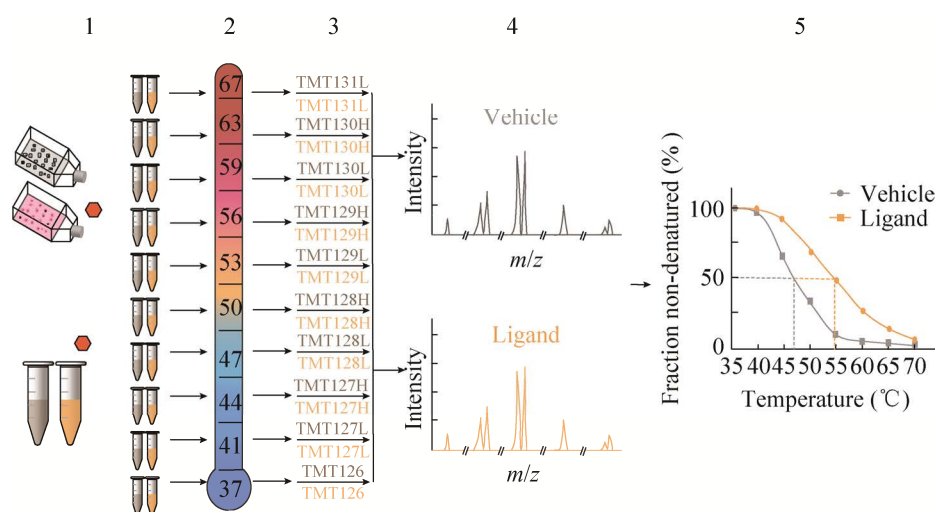 1
2
3
4
5
67
63
59
56
53
50
47
44
41
37
TMT131L
TMT131L
TMT130H
TMT130H
TMT130L
TMT130L
TMT129H
TMT129H
TMT129L
TMT129L
TMT128H
TMT128H
TMT128L
TMT128L
TMT127H
TMT127H
TMT127L
TMT127L
TMT126
TMT126
Vehicle
Intensity
m/z
Ligand
Intensity
m/z
Vehicle
Ligand
Fraction non-denatured (%)
100
50
0
35 40 45 50 55 60 65 70
Temperature (℃)